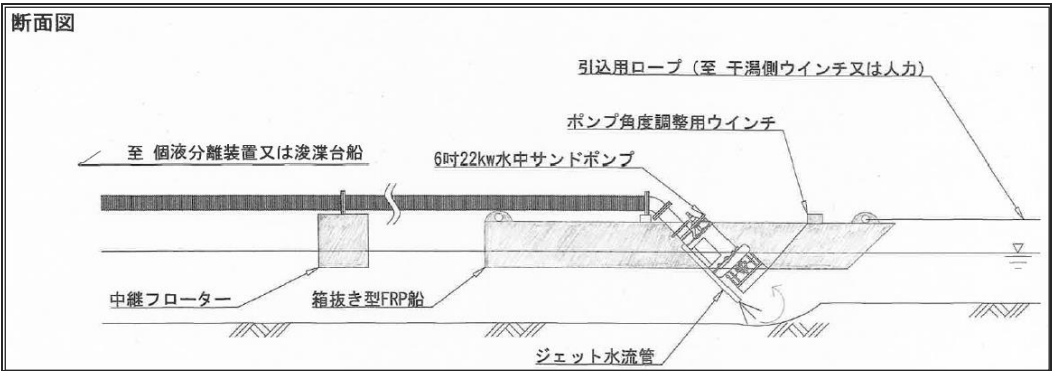 断面図
引込用ロープ（至 干潟側ウインチ又は人力）
ポンプ角度調整用ウインチ
至 個液分離装置又は浚渫台船
6吋22kw水中サンドポンプ
中継フローター
箱抜き型FRP船
ジェット水流管